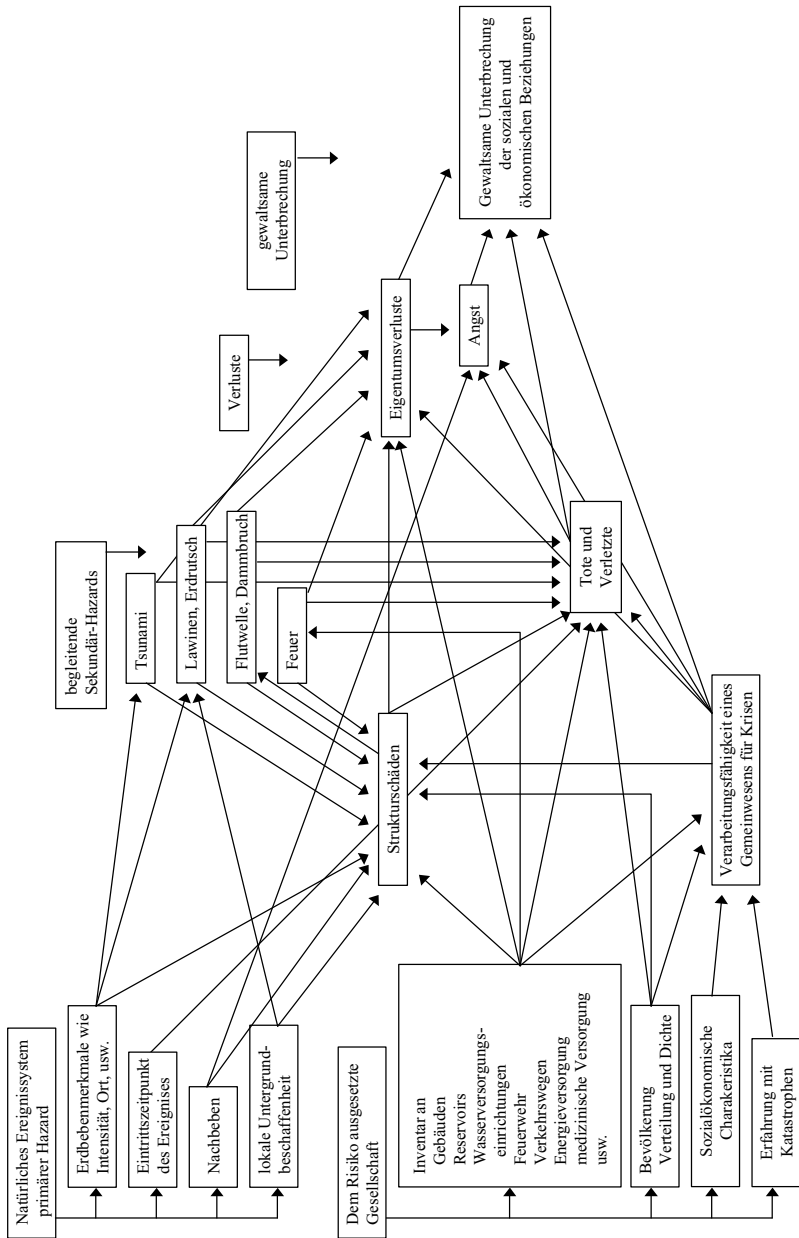 Natürliches Ereignissystem
primärer Hazard
Erdbebenmerkmale wie
Intensität, Ort, usw.
Eintrittszeitpunkt
des Ereignises
Nachbeben
lokale Untergrund-
beschaffenheit
Dem Risiko ausgesetzte
Gesellschaft
Inventar an
Gebäuden
Reservoirs
Wasserversorgungs-
einrichtungen
Feuerwehr
Verkehrswegen
Energieversorgung
medizinische Versorgung
usw.
Bevölkerung
Verteilung und Dichte
Sozialökonomische
Charakeristika
Erfahrung mit
Katastrophen
begleitende
Sekundär-Hazards
Tsunami
Lawinen, Erdrutsch
Flutwelle, Dammbruch
Feuer
Strukturschäden
Verarbeitungsfähigkeit eines
Gemeinwesens für Krisen
Tote und
Verletzte
Verluste
Eigentumsverluste
Angst
gewaltsame
Unterbrechung
Gewaltsame Unterbrechung
der sozialen und
ökonomischen Beziehungen